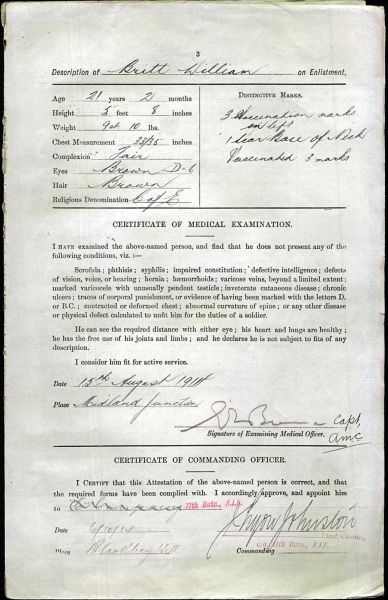 3
Description of Britt William on Enlistment.
Age 21 years 2 months
Height 5 feet 8 inches
Weight 9st 10 lbs.
Chest Measurement 33/35 inches
Complexion Fair
Eyes Brown D-6
Hair Brown
Religious Denomination C of E
Distinctive Marks.
3 Vaccination marks
on left
1 scar Base of Neck
Vaccinated 3 marks
CERTIFICATE OF MEDICAL EXAMINATION.
I HAVE examined the above-named person, and find that he does not present any of the
following conditions, viz. :—
Scrofula; phthisis; syphilis; impaired constitution; defective intelligence; defects
of vision, voice, or hearing; hernia; hæmorrhoids; varicose veins, beyond a limited extent;
marked varicocele with unusually pendent testicle; inveterate cutaneous disease; chronic
ulcers; traces of corporal punishment, or evidence of having been marked with the letters D.
or B.C.; contracted or deformed chest; abnormal curvature of spine; or any other disease
or physical defect calculated to unfit him for the duties of a soldier.
He can see the required distance with either eye; his heart and lungs are healthy;
he has the free use of his joints and limbs; and he declares he is not subject to fits of any
description.
I consider him fit for active service.
Date 13th August 1914
Place Midland Junction
Capt,
AMC
Signature of Examining Medical Officer.
CERTIFICATE OF COMMANDING OFFICER.
I CERTIFY that this Attestation of the above-named person is correct, and that
the required forms have been complied with. I accordingly approve, and appoint him
to Company 11th Batn. A.I.F.
Date 6/10/14
Johnston
Lieut Colonel
Place Blackboy Hill
Commanding 11th Batn., A.I.F.